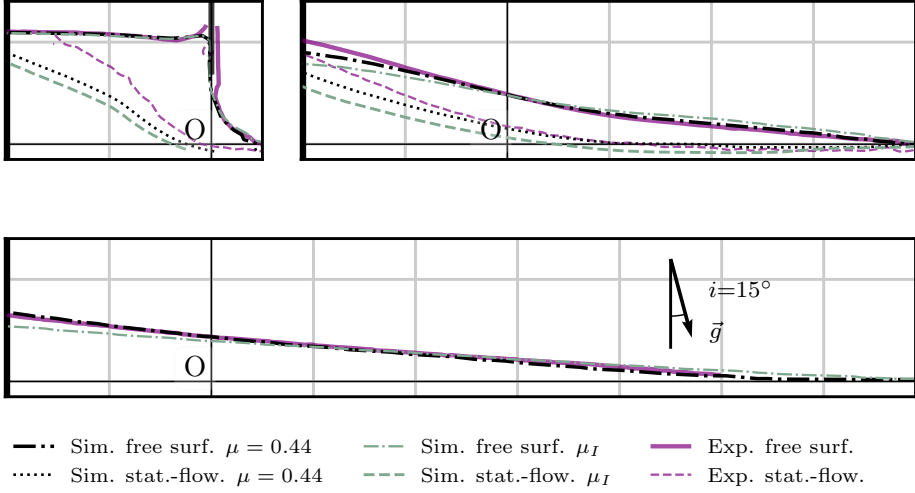 O
O
i=15°
g⃗
O
Sim. free surf. μ = 0.44
Sim. free surf. μ_I
Exp. free surf.
Sim. stat.-flow. μ = 0.44
Sim. stat.-flow. μ_I
Exp. stat.-flow.